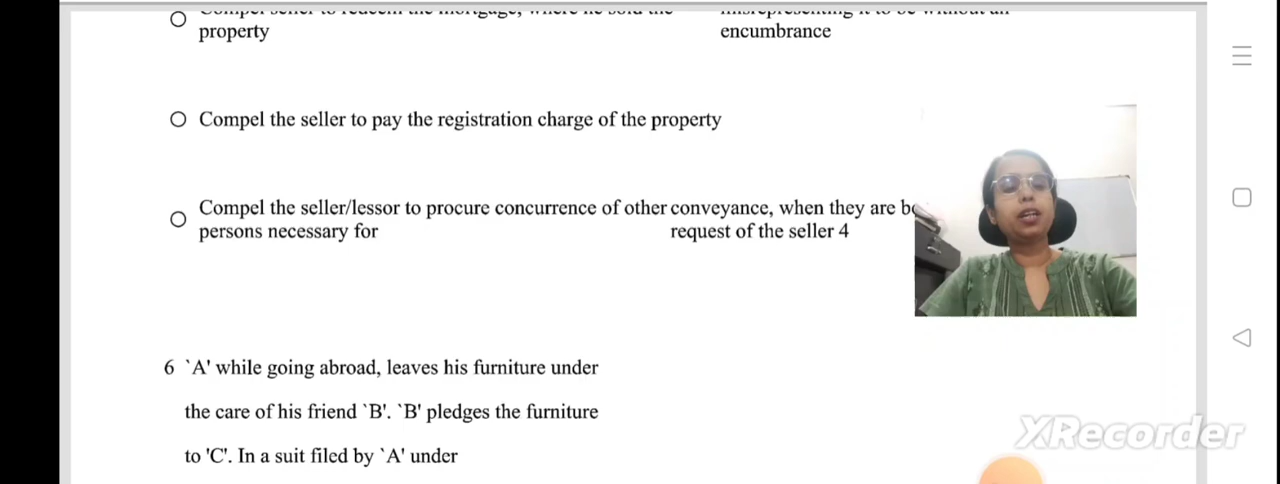 property
encumbrance
Compel the seller to pay the registration charge of the property
Compel the seller/lessor to procure concurrence of other conveyance, when they are
persons necessary for
request of the seller 4
6 `A' while going abroad, leaves his furniture under
the care of his friend `B'. `B' pledges the furniture
to 'C'. In a suit filed by `A' under
XRecorder